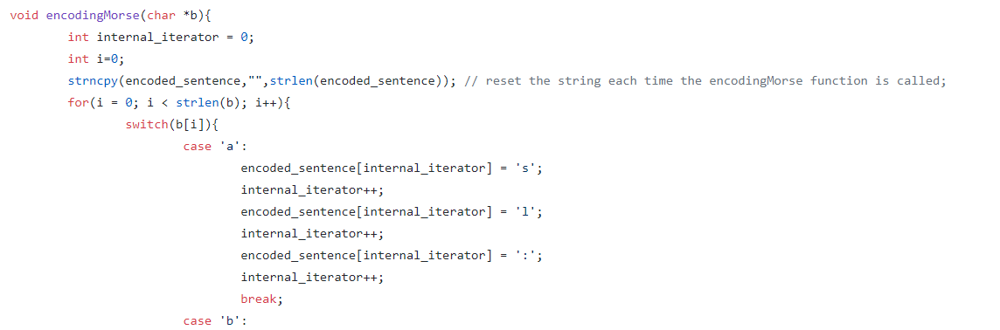 void encodingMorse(char *b){
int internal_iterator = 0;
int i=0;
strncpy(encoded_sentence,"",strlen(encoded_sentence)); // reset the string each time the encodingMorse function is called;
for(i = 0; i < strlen(b); i++){
switch(b[i]){
case 'a':
encoded_sentence[internal_iterator] = 's';
internal_iterator++;
encoded_sentence[internal_iterator] = 'l';
internal_iterator++;
encoded_sentence[internal_iterator] = ':';
internal_iterator++;
break;
case 'b':